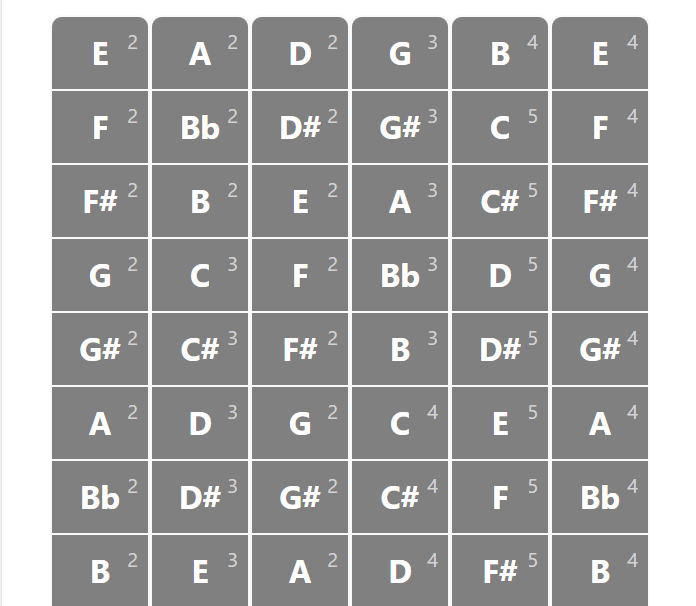 E 2 A 2 D 2 G 3 B 4 E 4
F 2 Bb 2 D# 2 G# 3 C 5 F 4
F# 2 B 2 E 2 A 3 C# 5 F# 4
G 2 C 3 F 2 Bb 3 D 5 G 4
G# 2 C# 3 F# 2 B 3 D# 5 G# 4
A 2 D 3 G 2 C 4 E 5 A 4
Bb 2 D# 3 G# 2 C# 4 F 5 Bb 4
B 2 E 3 A 2 D 4 F# 5 B 4